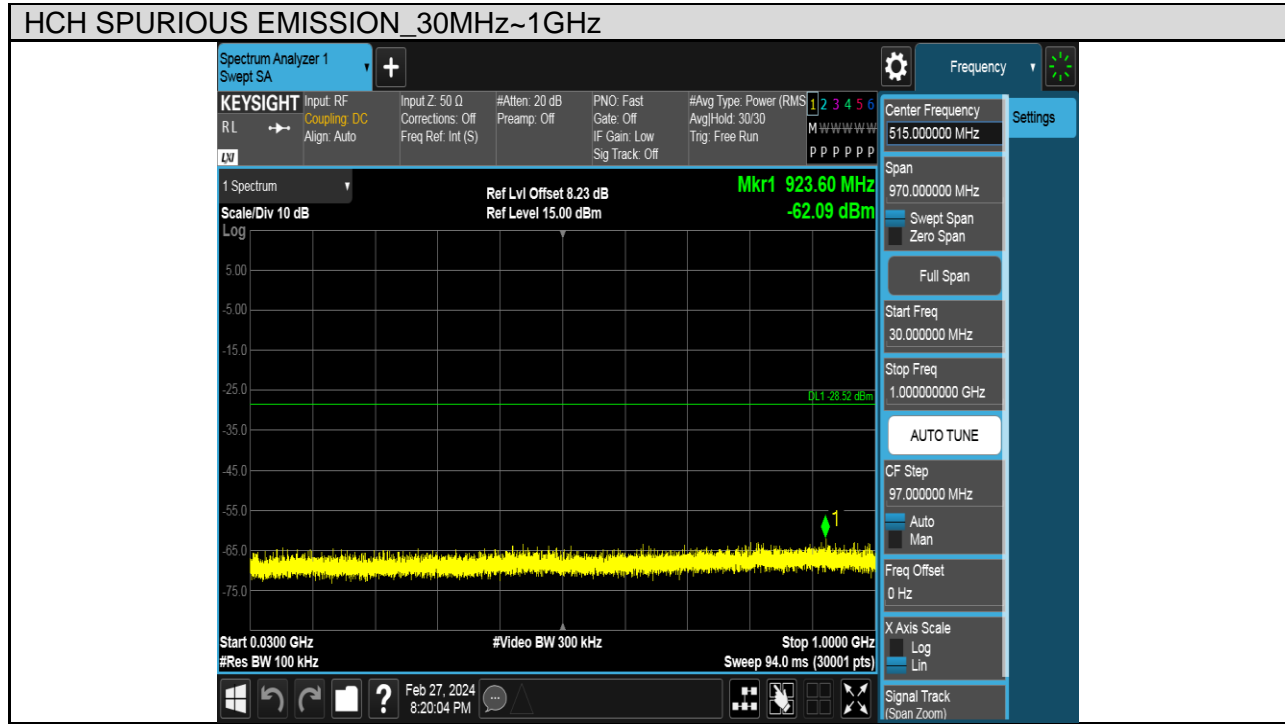 HCH SPURIOUS EMISSION_30MHz~1GHz
Spectrum Analyzer 1
Swept SA
+
Frequency
KEYSIGHT
RL
LXI
Input: RF
Coupling: DC
Align: Auto
Input Z: 50 Ω
Corrections: Off
Freq Ref: Int (S)
#Atten: 20 dB
Preamp: Off
PNO: Fast
Gate: Off
IF Gain: Low
Sig Track: Off
#Avg Type: Power (RMS
Avg|Hold: 30/30
Trig: Free Run
1 2 3 4 5 6
M W W W W W
P P P P P P
1 Spectrum
Scale/Div 10 dB
Ref Lvl Offset 8.23 dB
Ref Level 15.00 dBm
Mkr1 923.60 MHz
-62.09 dBm
Log
5.00
-5.00
-15.0
-25.0
DL1 -28.52 dBm
-35.0
-45.0
-55.0
1
-65.0
-75.0
Start 0.0300 GHz
#Res BW 100 kHz
#Video BW 300 kHz
Stop 1.0000 GHz
Sweep 94.0 ms (30001 pts)
Center Frequency
515.000000 MHz
Settings
Span
970.000000 MHz
Swept Span
Zero Span
Full Span
Start Freq
30.000000 MHz
Stop Freq
1.000000000 GHz
AUTO TUNE
CF Step
97.000000 MHz
Auto
Man
Freq Offset
0 Hz
X Axis Scale
Log
Lin
Signal Track
(Span Zoom)
?
Feb 27, 2024
8:20:04 PM